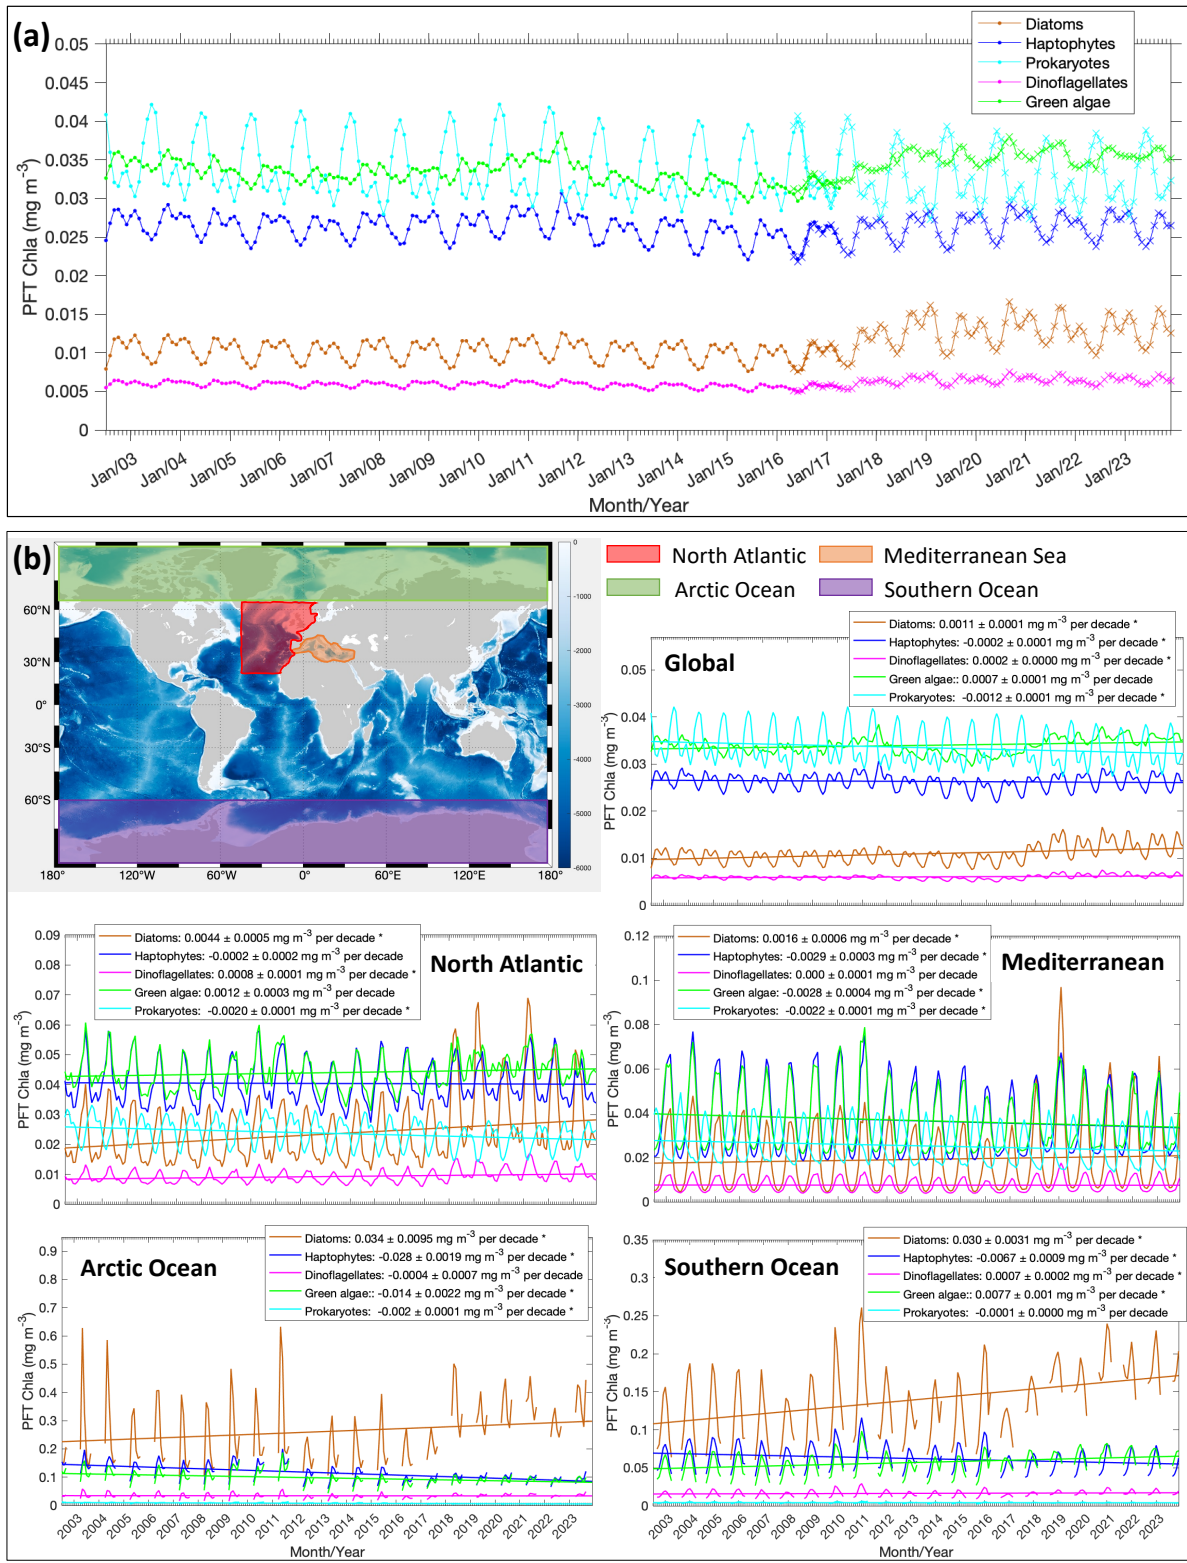 (a)
Diatoms
Haptophytes
Prokaryotes
Dinoflagellates
Green algae
0.05
0.045
0.04
0.035
0.03
0.025
0.02
0.015
0.01
0.005
0
PFT Chla (mg m⁻³)
Jan/03 Jan/04 Jan/05 Jan/06 Jan/07 Jan/08 Jan/09 Jan/10 Jan/11 Jan/12 Jan/13 Jan/14 Jan/15 Jan/16 Jan/17 Jan/18 Jan/19 Jan/20 Jan/21 Jan/22 Jan/23
Month/Year
(b)
60°N
30°N
0°
30°S
60°S
180° 120°W 60°W 0° 60°E 120°E 180°
0
-1000
-2000
-3000
-4000
-5000
-6000
North Atlantic Mediterranean Sea
Arctic Ocean Southern Ocean
Global
Diatoms: 0.0011 ± 0.0001 mg m⁻³ per decade *
Haptophytes: -0.0002 ± 0.0001 mg m⁻³ per decade *
Dinoflagellates: 0.0002 ± 0.0000 mg m⁻³ per decade *
Green algae:: 0.0007 ± 0.0001 mg m⁻³ per decade
Prokaryotes: -0.0012 ± 0.0001 mg m⁻³ per decade *
0.05
0.04
0.03
0.02
0.01
0
PFT Chla (mg m⁻³)
North Atlantic
Diatoms: 0.0044 ± 0.0005 mg m⁻³ per decade *
Haptophytes: -0.0002 ± 0.0002 mg m⁻³ per decade
Dinoflagellates: 0.0008 ± 0.0001 mg m⁻³ per decade *
Green algae: 0.0012 ± 0.0003 mg m⁻³ per decade
Prokaryotes: -0.0020 ± 0.0001 mg m⁻³ per decade *
0.09
0.08
0.07
0.06
0.05
0.04
0.03
0.02
0.01
0
PFT Chla (mg m⁻³)
Mediterranean
Diatoms: 0.0016 ± 0.0006 mg m⁻³ per decade *
Haptophytes: -0.0029 ± 0.0003 mg m⁻³ per decade *
Dinoflagellates: 0.000 ± 0.0001 mg m⁻³ per decade
Green algae: -0.0028 ± 0.0004 mg m⁻³ per decade *
Prokaryotes: -0.0022 ± 0.0001 mg m⁻³ per decade *
0.12
0.1
0.08
0.06
0.04
0.02
0
PFT Chla (mg m⁻³)
Arctic Ocean
Diatoms: 0.034 ± 0.0095 mg m⁻³ per decade *
Haptophytes: -0.028 ± 0.0019 mg m⁻³ per decade *
Dinoflagellates: -0.0004 ± 0.0007 mg m⁻³ per decade
Green algae:: -0.014 ± 0.0022 mg m⁻³ per decade *
Prokaryotes: -0.002 ± 0.0001 mg m⁻³ per decade *
0.9
0.8
0.7
0.6
0.5
0.4
0.3
0.2
0.1
0
PFT Chla (mg m⁻³)
2003 2004 2005 2006 2007 2008 2009 2010 2011 2012 2013 2014 2015 2016 2017 2018 2019 2020 2021 2022 2023
Month/Year
Southern Ocean
Diatoms: 0.030 ± 0.0031 mg m⁻³ per decade *
Haptophytes: -0.0067 ± 0.0009 mg m⁻³ per decade *
Dinoflagellates: 0.0007 ± 0.0002 mg m⁻³ per decade *
Green algae:: 0.0077 ± 0.001 mg m⁻³ per decade *
Prokaryotes: -0.0001 ± 0.0000 mg m⁻³ per decade
0.35
0.3
0.25
0.2
0.15
0.1
0.05
0
PFT Chla (mg m⁻³)
2003 2004 2005 2006 2007 2008 2009 2010 2011 2012 2013 2014 2015 2016 2017 2018 2019 2020 2021 2022 2023
Month/Year